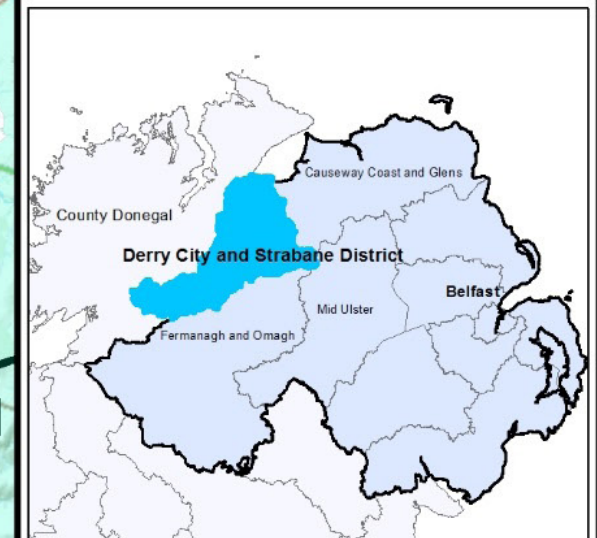 Causeway Coast and Glens
County Donegal
Derry City and Strabane District
Belfast
Mid Ulster
Fermanagh and Omagh